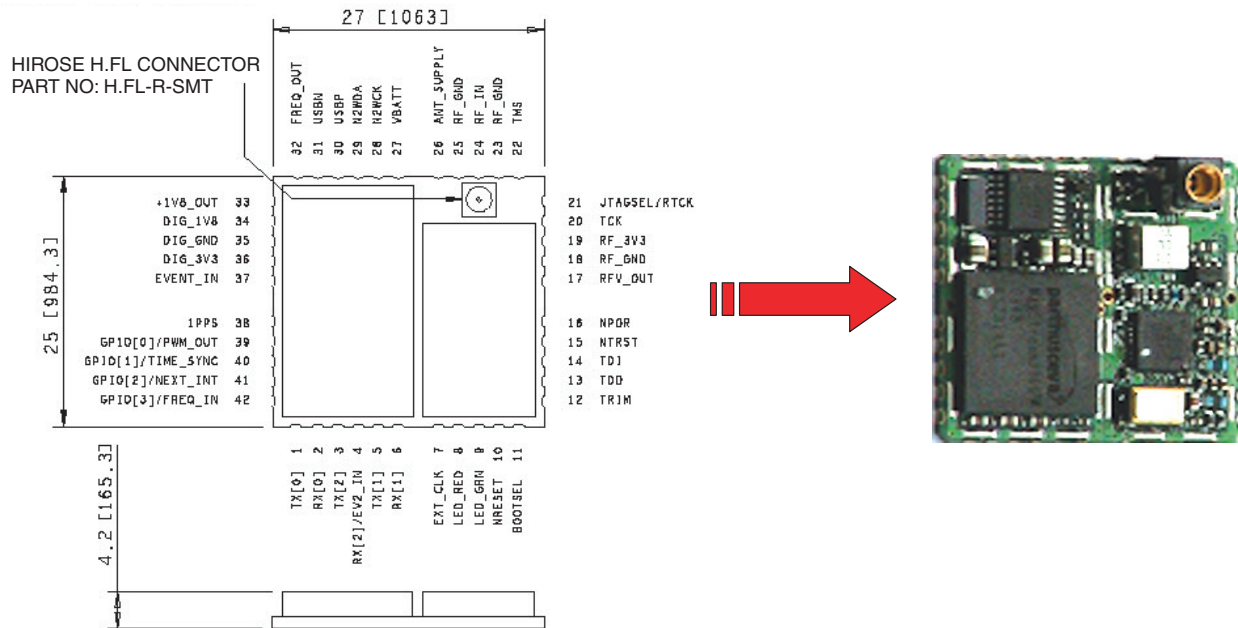 27 [1063]
HIROSE H.FL CONNECTOR
PART NO: H.FL-R-SMT
32 FREQ_OUT
31 USBN
30 USBP
29 N2WDA
28 N2WCK
27 VBATT
26 ANT_SUPPLY
25 RF_GND
24 RF_IN
23 RF_GND
22 TMS
+1V8_OUT 33
DIG_1V8 34
DIG_GND 35
DIG_3V3 36
EVENT_IN 37
1PPS 38
GPIO[0]/PWM_OUT 39
GPIO[1]/TIME_SYNC 40
GPIO[2]/NEXT_INT 41
GPIO[3]/FREQ_IN 42
25 [984.3]
21 JTAGSEL/RTCK
20 TCK
19 RF_3V3
18 RF_GND
17 RFV_OUT
16 NPOR
15 NTRST
14 TDI
13 TDO
12 TRIM
TX[0] 1
RX[0] 2
TX[2] 3
RX[2]/EV2_IN 4
TX[1] 5
RX[1] 6
EXT_CLK 7
LED_RED 8
LED_GRN 9
NRESET 10
BOOTSEL 11
4.2 [165.3]